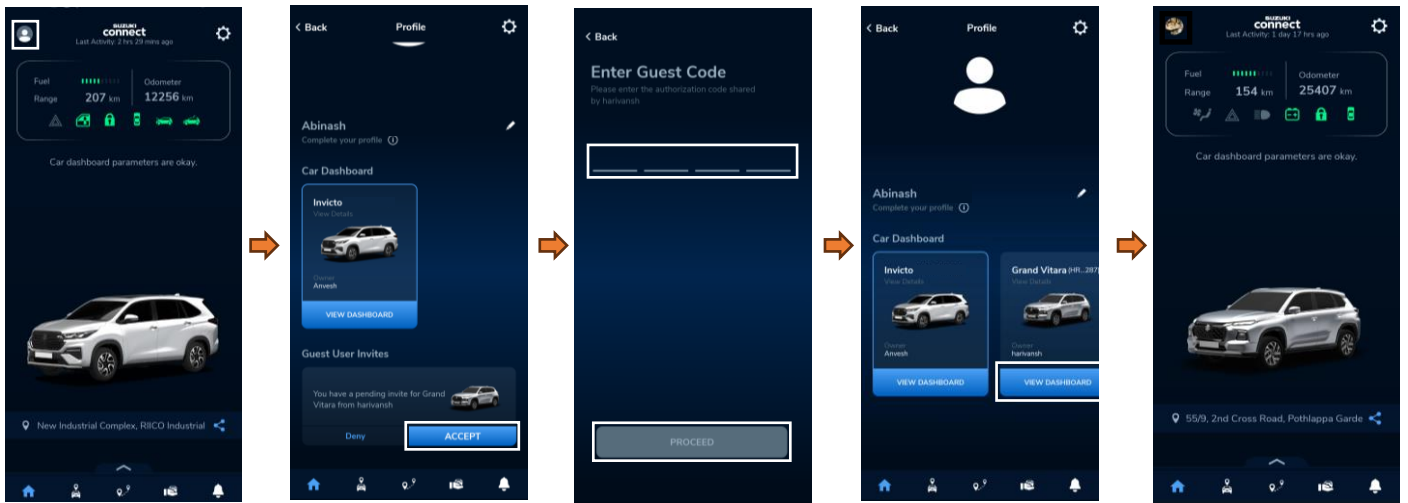 SUZUKI
connect
Last Activity: 2 hrs 29 mins ago
Fuel
Odometer
Range 207 km 12256 km
Car dashboard parameters are okay.
New Industrial Complex, RIICO Industrial
< Back Profile
Abinash
Complete your profile
Car Dashboard
Invicto
View Details
Owner
Anvesh
VIEW DASHBOARD
Guest User Invites
You have a pending invite for Grand
Vitara from harivansh
Deny ACCEPT
< Back
Enter Guest Code
Please enter the authorization code shared
by harivansh
PROCEED
< Back Profile
Abinash
Complete your profile
Car Dashboard
Invicto Grand Vitara (HR...287)
View Details View Details
Owner Owner
Anvesh harivansh
VIEW DASHBOARD VIEW DASHBOARD
SUZUKI
connect
Last Activity: 1 day 17 hrs ago
Fuel
Odometer
Range 154 km 25407 km
Car dashboard parameters are okay.
55/9, 2nd Cross Road, Pothlappa Garde